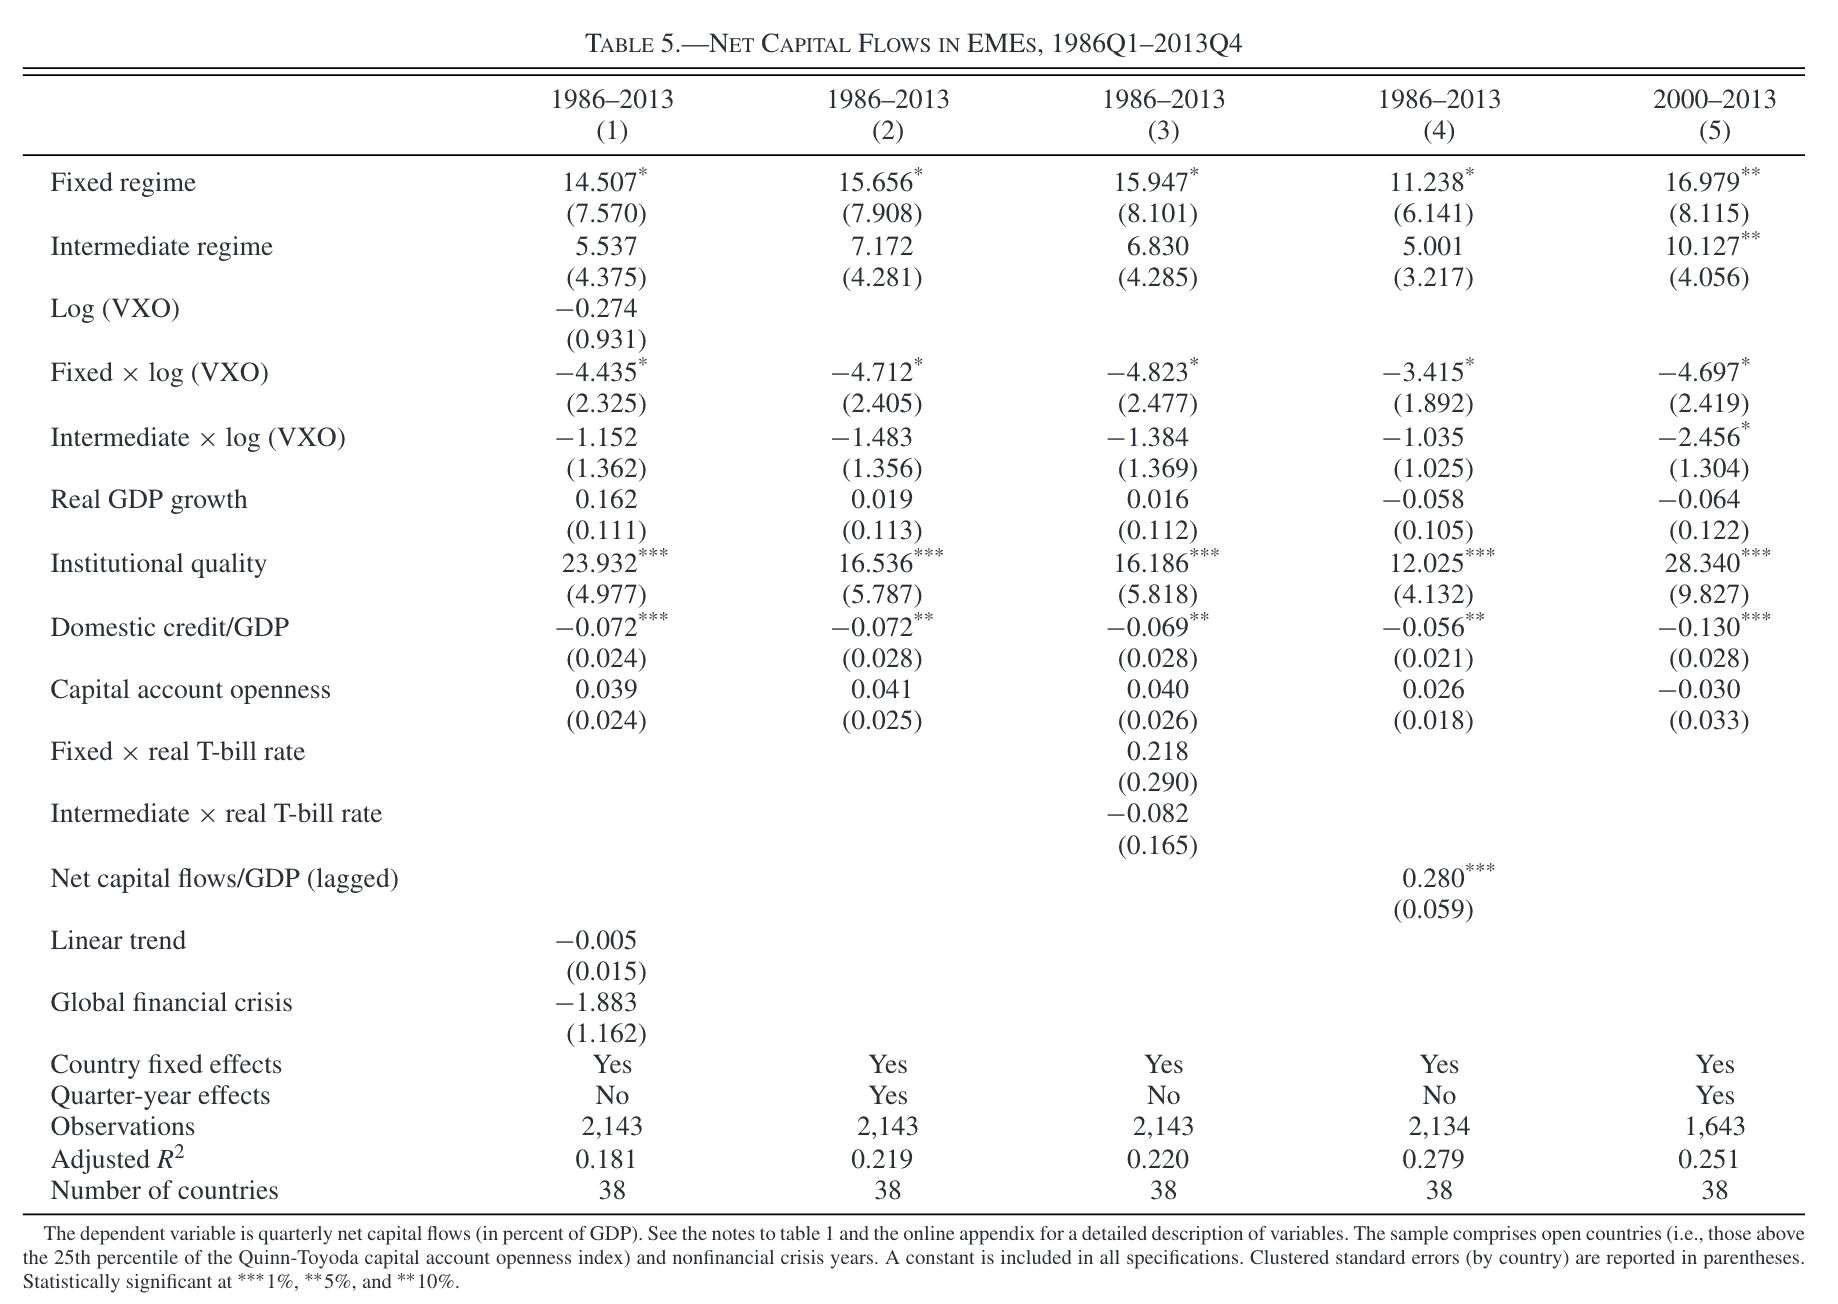 TABLE 5.—NET CAPITAL FLOWS IN EMES, 1986Q1–2013Q4
1986–2013 1986–2013 1986–2013 1986–2013 2000–2013
(1) (2) (3) (4) (5)
Fixed regime 14.507* 15.656* 15.947* 11.238* 16.979**
(7.570) (7.908) (8.101) (6.141) (8.115)
Intermediate regime 5.537 7.172 6.830 5.001 10.127**
(4.375) (4.281) (4.285) (3.217) (4.056)
Log (VXO) −0.274
(0.931)
Fixed × log (VXO) −4.435* −4.712* −4.823* −3.415* −4.697*
(2.325) (2.405) (2.477) (1.892) (2.419)
Intermediate × log (VXO) −1.152 −1.483 −1.384 −1.035 −2.456*
(1.362) (1.356) (1.369) (1.025) (1.304)
Real GDP growth 0.162 0.019 0.016 −0.058 −0.064
(0.111) (0.113) (0.112) (0.105) (0.122)
Institutional quality 23.932*** 16.536*** 16.186*** 12.025*** 28.340***
(4.977) (5.787) (5.818) (4.132) (9.827)
Domestic credit/GDP −0.072*** −0.072** −0.069** −0.056** −0.130***
(0.024) (0.028) (0.028) (0.021) (0.028)
Capital account openness 0.039 0.041 0.040 0.026 −0.030
(0.024) (0.025) (0.026) (0.018) (0.033)
Fixed × real T-bill rate 0.218
(0.290)
Intermediate × real T-bill rate −0.082
(0.165)
Net capital flows/GDP (lagged) 0.280***
(0.059)
Linear trend −0.005
(0.015)
Global financial crisis −1.883
(1.162)
Country fixed effects Yes Yes Yes Yes Yes
Quarter-year effects No Yes No No Yes
Observations 2,143 2,143 2,143 2,134 1,643
Adjusted R² 0.181 0.219 0.220 0.279 0.251
Number of countries 38 38 38 38 38
The dependent variable is quarterly net capital flows (in percent of GDP). See the notes to table 1 and the online appendix for a detailed description of variables. The sample comprises open countries (i.e., those above
the 25th percentile of the Quinn-Toyoda capital account openness index) and nonfinancial crisis years. A constant is included in all specifications. Clustered standard errors (by country) are reported in parentheses.
Statistically significant at ***1%, **5%, and **10%.